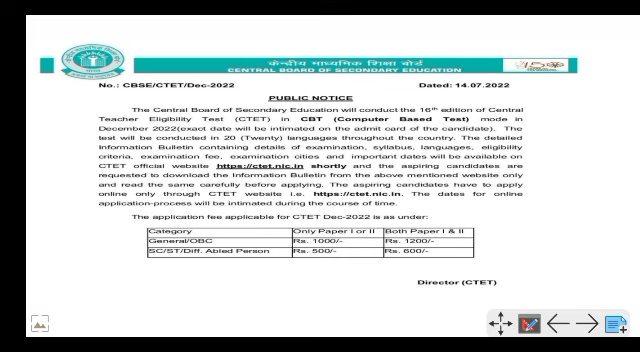 केन्द्रीय माध्यमिक शिक्षा बोर्ड
CENTRAL BOARD OF SECONDARY EDUCATION
No.: CBSE/CTET/Dec-2022 Dated: 14.07.2022
PUBLIC NOTICE
The Central Board of Secondary Education will conduct the 16th edition of Central
Teacher Eligibility Test (CTET) in CBT (Computer Based Test) mode in
December 2022(exact date will be intimated on the admit card of the candidate). The
test will be conducted in 20 (Twenty) languages throughout the country. The detailed
Information Bulletin containing details of examination, syllabus, languages, eligibility
criteria, examination fee, examination cities and important dates will be available on
CTET official website https://ctet.nic.in shortly and the aspiring candidates are
requested to download the Information Bulletin from the above mentioned website only
and read the same carefully before applying. The aspiring candidates have to apply
online only through CTET website i.e. https://ctet.nic.in. The dates for online
application-process will be intimated during the course of time.
The application fee applicable for CTET Dec-2022 is as under:
Category Only Paper I or II Both Paper I & II
General/OBC Rs. 1000/- Rs. 1200/-
SC/ST/Diff. Abled Person Rs. 500/- Rs. 600/-
Director (CTET)